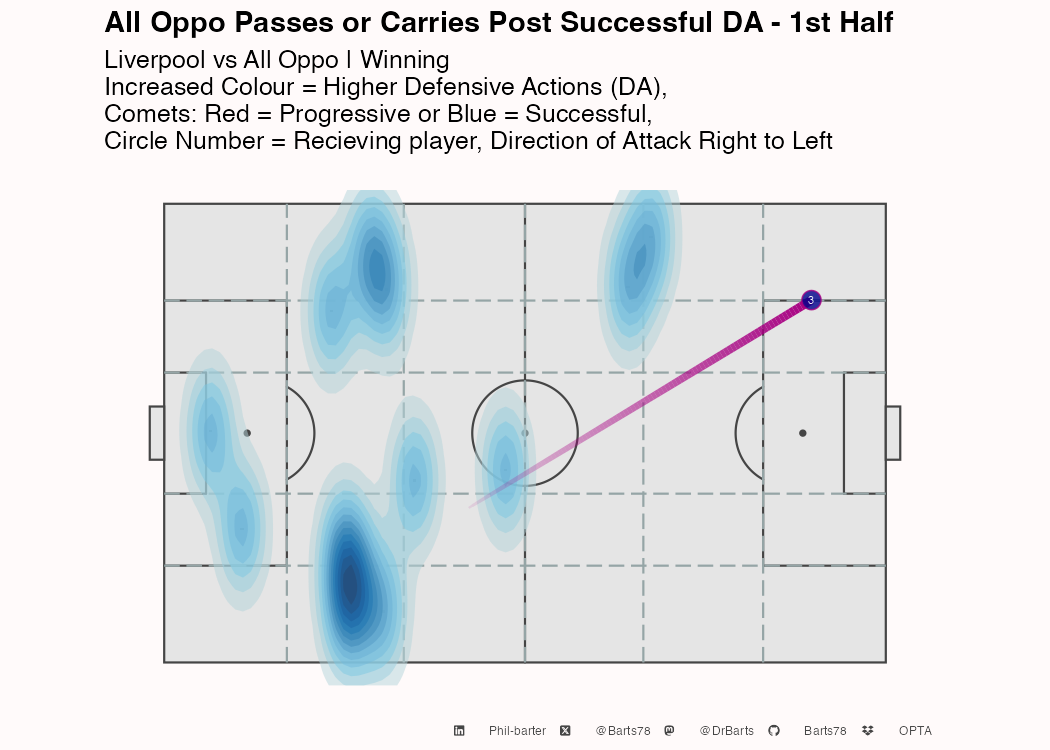 All Oppo Passes or Carries Post Successful DA - 1st Half
Liverpool vs All Oppo | Winning
Increased Colour = Higher Defensive Actions (DA),
Comets: Red = Progressive or Blue = Successful,
Circle Number = Recieving player, Direction of Attack Right to Left
3
Phil-barter @Barts78 @DrBarts Barts78 OPTA